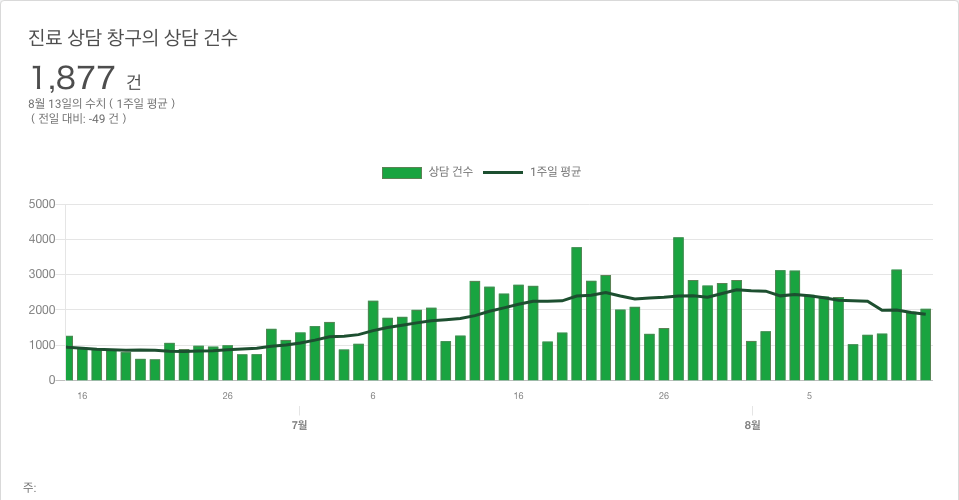 진료 상담 창구의 상담 건수
1,877 건
8월 13일의 수치 ( 1주일 평균 )
( 전일 대비: -49 건 )
상담 건수 1주일 평균
5000
4000
3000
2000
1000
0
16 26 6 16 26 5
7월 8월
주: